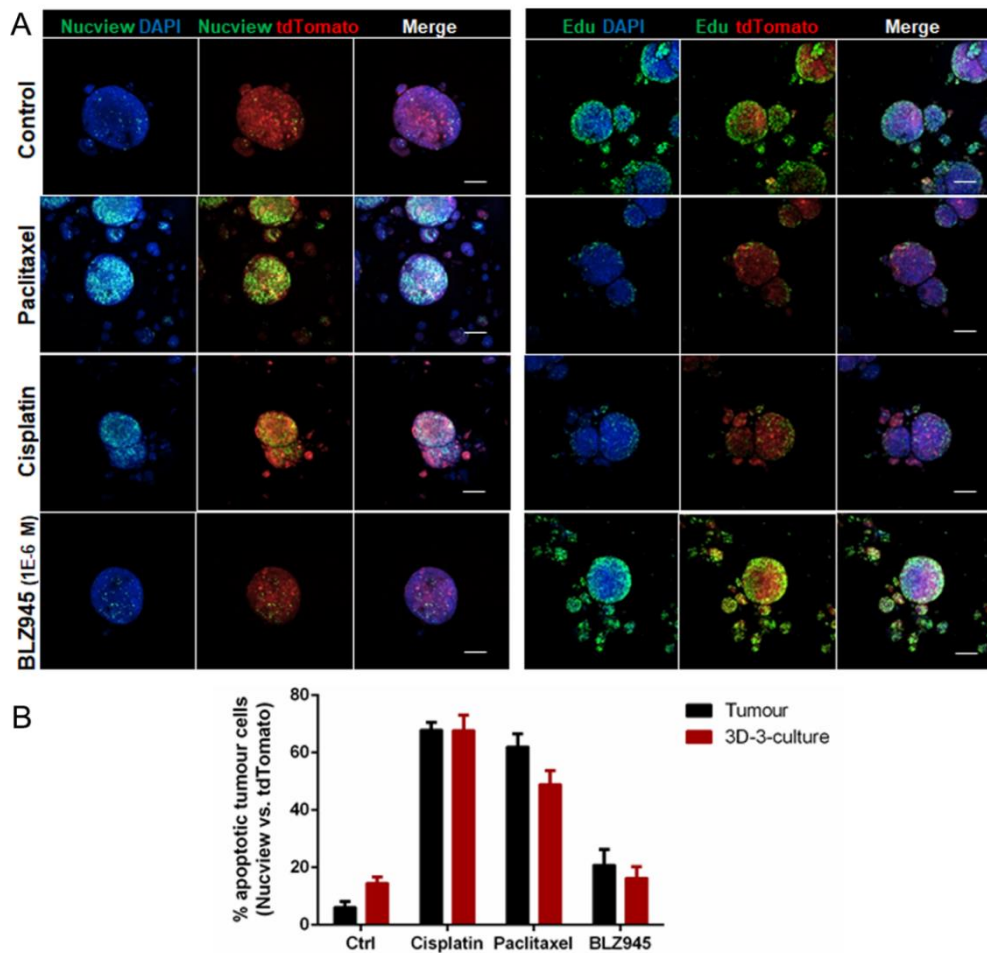 A
Nucview DAPI Nucview tdTomato Merge
Edu DAPI Edu tdTomato Merge
Control
Paclitaxel
Cisplatin
BLZ945 (1E-6 M)
B
% apoptotic tumour cells
(Nucview vs. tdTomato)
80
60
40
20
0
Ctrl Cisplatin Paclitaxel BLZ945
Tumour
3D-3-culture